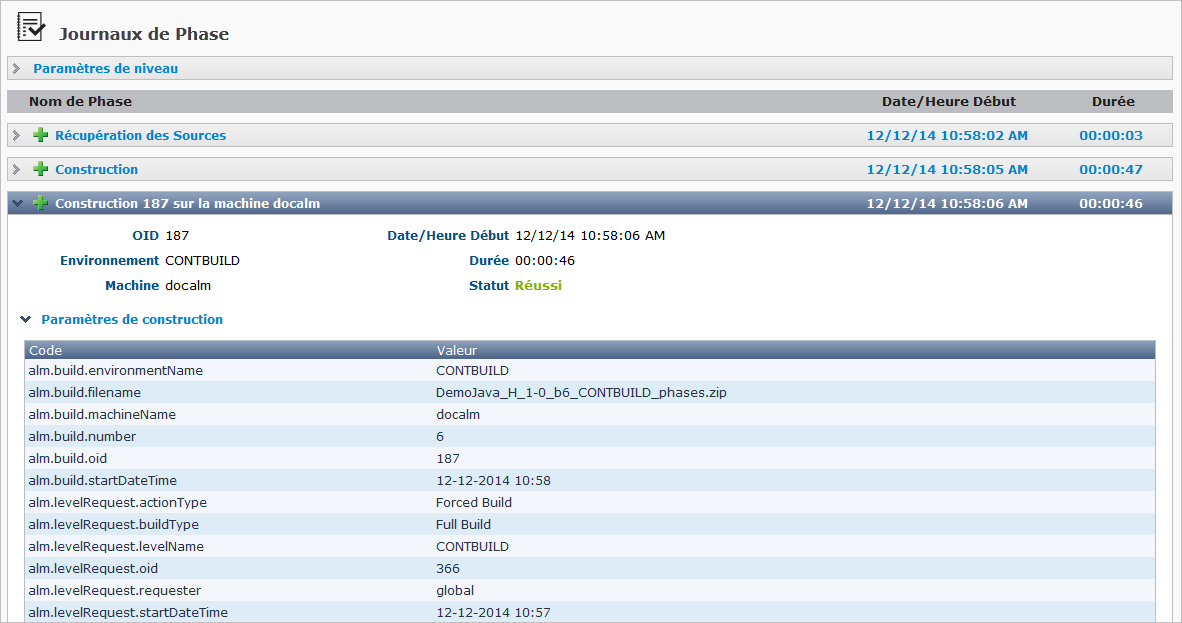 Journaux de Phase
Paramètres de niveau
Nom de Phase Date/Heure Début Durée
Récupération des Sources 12/12/14 10:58:02 AM 00:00:03
Construction 12/12/14 10:58:05 AM 00:00:47
Construction 187 sur la machine docalm 12/12/14 10:58:06 AM 00:00:46
OID 187 Date/Heure Début 12/12/14 10:58:06 AM
Environnement CONTBUILD Durée 00:00:46
Machine docalm Statut Réussi
Paramètres de construction
Code Valeur
alm.build.environmentName CONTBUILD
alm.build.filename DemoJava_H_1-0_b6_CONTBUILD_phases.zip
alm.build.machineName docalm
alm.build.number 6
alm.build.oid 187
alm.build.startDateTime 12-12-2014 10:58
alm.levelRequest.actionType Forced Build
alm.levelRequest.buildType Full Build
alm.levelRequest.levelName CONTBUILD
alm.levelRequest.oid 366
alm.levelRequest.requester global
alm.levelRequest.startDateTime 12-12-2014 10:57